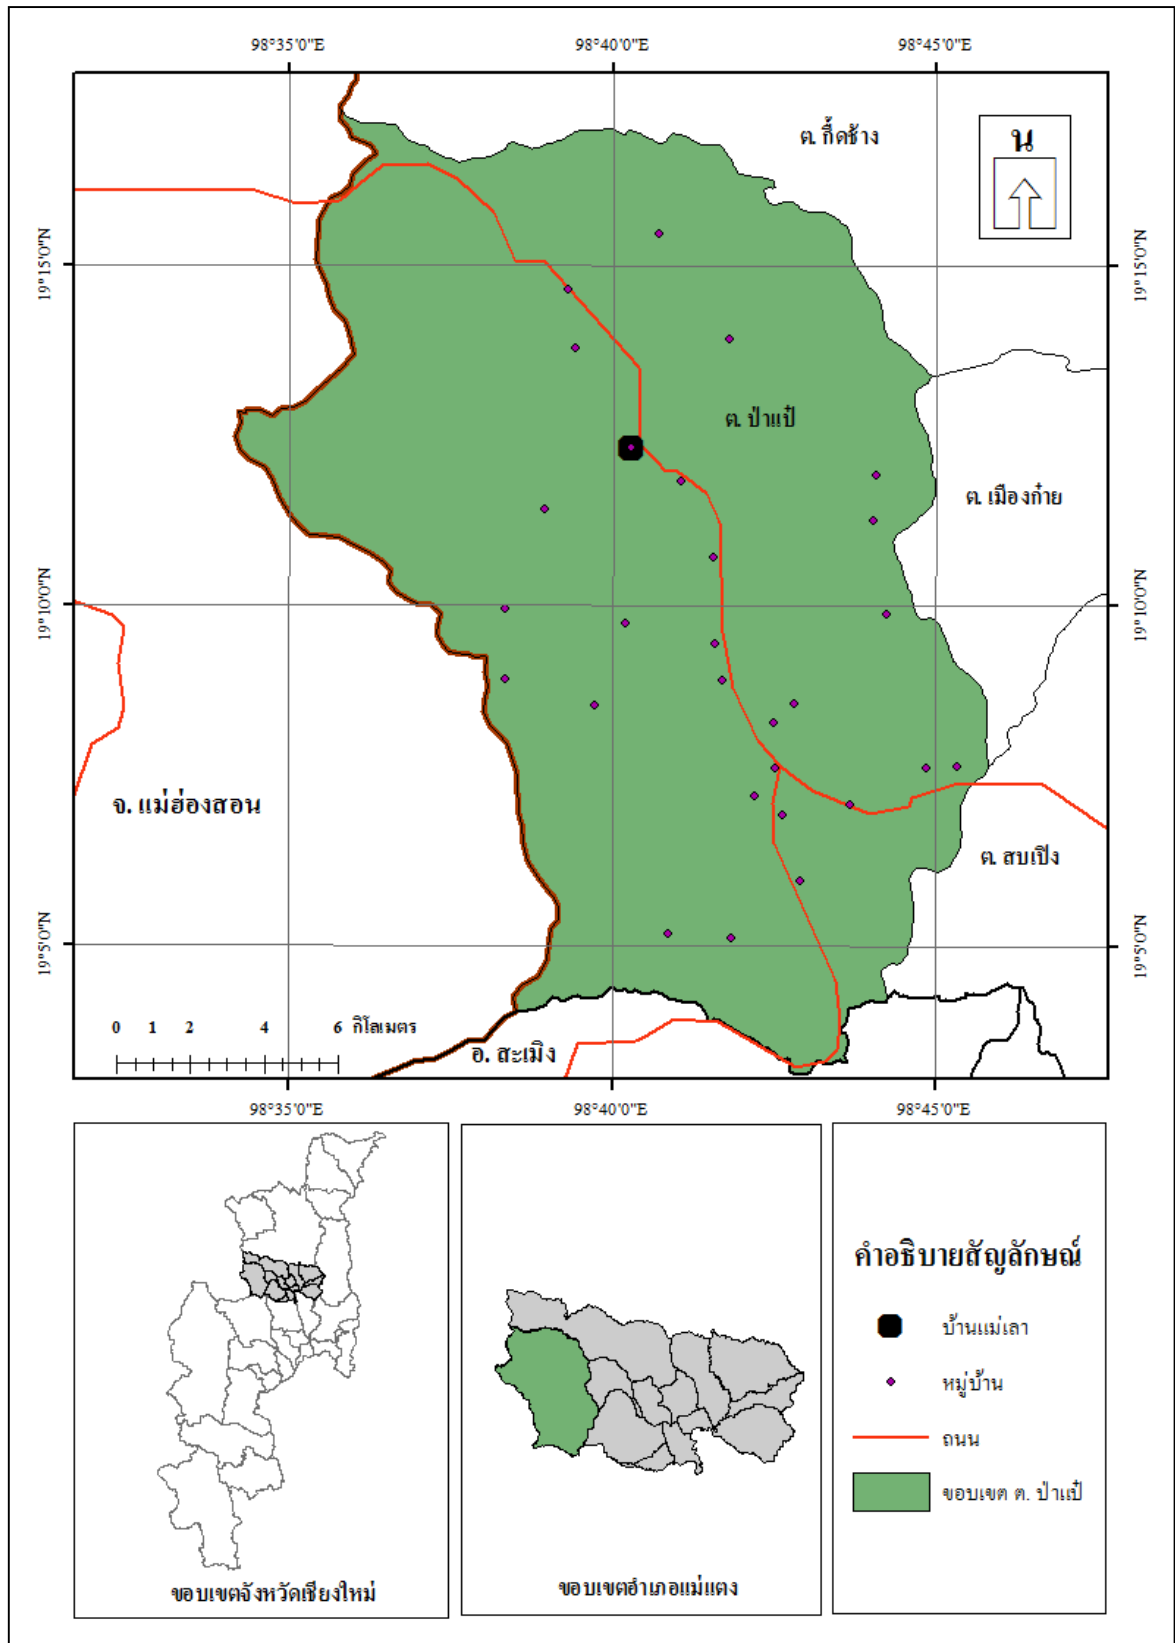 98°35'0"E 98°40'0"E 98°45'0"E
ต. กื้ดช้าง
น
19°15'0"N 19°15'0"N
ต. ป่าแป๋
ต. เมืองก๋าย
19°10'0"N 19°10'0"N
จ. แม่ฮ่องสอน
ต. สบเปิง
19°5'0"N 19°5'0"N
0 1 2 4 6 กิโลเมตร
อ. สะเมิง
98°35'0"E 98°40'0"E 98°45'0"E
คำอธิบายสัญลักษณ์
บ้านแม่เลา
หมู่บ้าน
ถนน
ขอบเขต ต. ป่าแป๋
ขอบเขตจังหวัดเชียงใหม่
ขอบเขตอำเภอแม่แตง